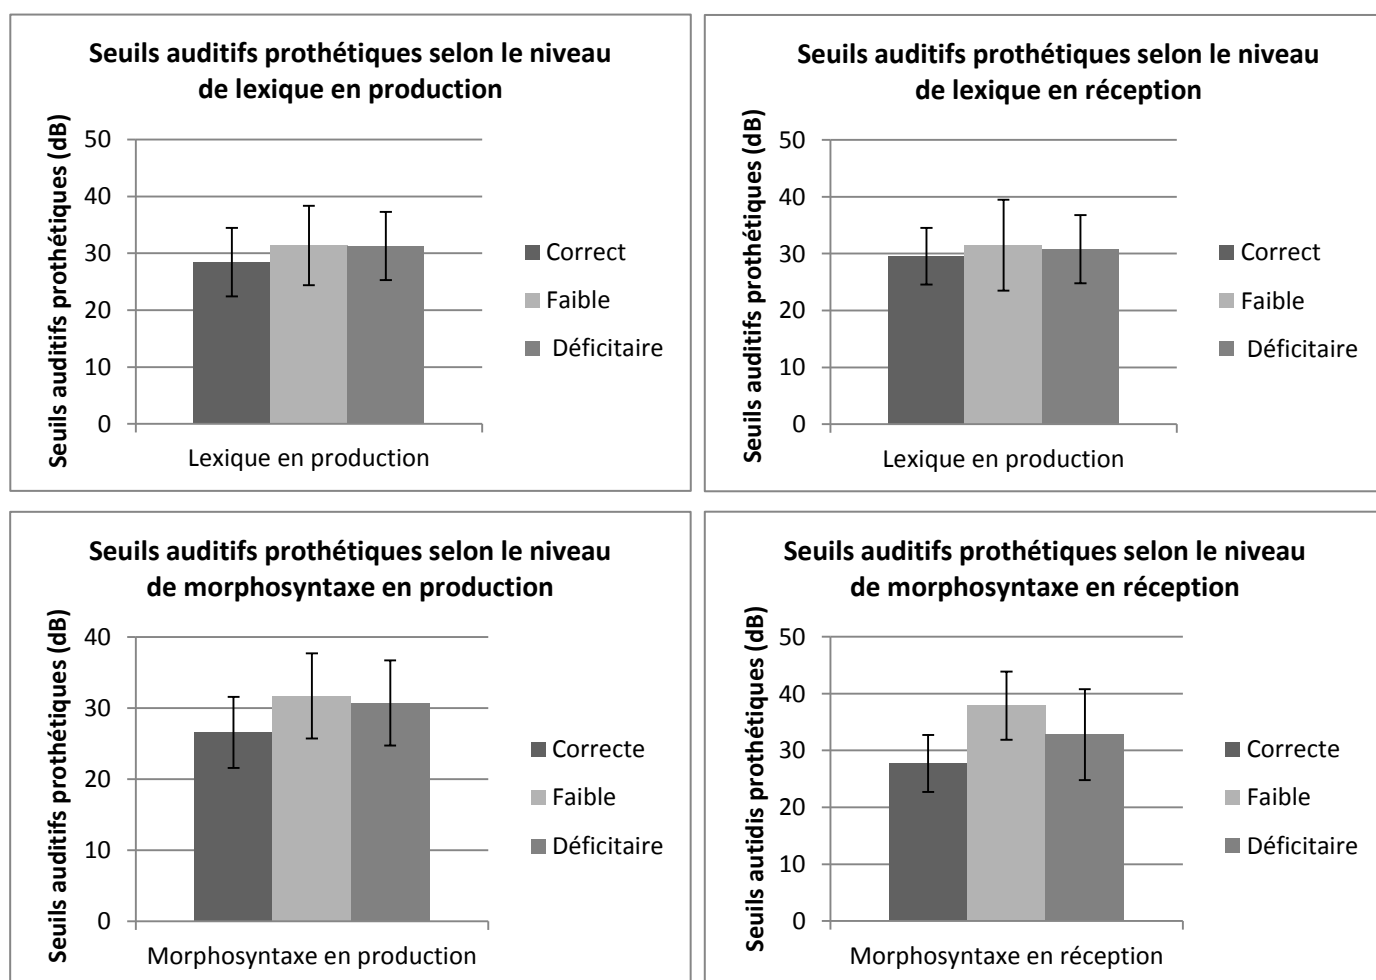 Seuils auditifs prothétiques selon le niveau
de lexique en production
Seuils auditifs prothétiques (dB)
50
40
30
20
10
0
Correct
Faible
Déficitaire
Lexique en production
Seuils auditifs prothétiques selon le niveau
de lexique en réception
Seuils auditifs prothétiques (dB)
50
40
30
20
10
0
Correct
Faible
Déficitaire
Lexique en production
Seuils auditifs prothétiques selon le niveau
de morphosyntaxe en production
Seuils auditifs prothétiques (dB)
40
30
20
10
0
Correcte
Faible
Déficitaire
Morphosyntaxe en production
Seuils auditifs prothétiques selon le niveau
de morphosyntaxe en réception
Seuils autidis prothétiques (dB)
50
40
30
20
10
0
Correcte
Faible
Déficitaire
Morphosyntaxe en réception